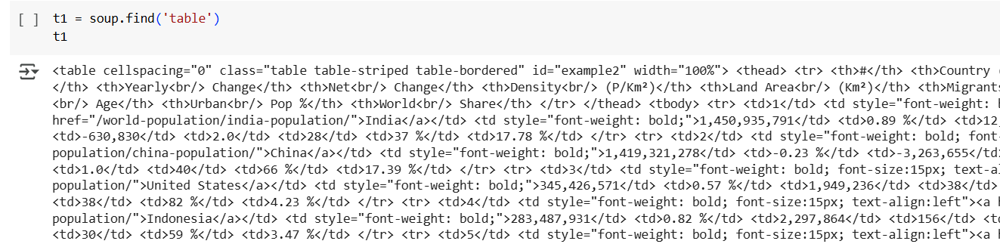 [ ] t1 = soup.find('table')
t1
<table cellspacing="0" class="table table-striped table-bordered" id="example2" width="100%"> <thead> <tr> <th>#</th> <th>Country
</th> <th>Yearly<br/> Change</th> <th>Net<br/> Change</th> <th>Density<br/> (P/Km²)</th> <th>Land Area<br/> (Km²)</th> <th>Migrants
<br/> Age</th> <th>Urban<br/> Pop %</th> <th>World<br/> Share</th> </tr> </thead> <tbody> <tr> <td>1</td> <td style="font-weight:
href="/world-population/india-population/">India</a></td> <td style="font-weight: bold;">1,450,935,791</td> <td>0.89 %</td> <td>12,
<td>-630,830</td> <td>2.0</td> <td>28</td> <td>37 %</td> <td>17.78 %</td> </tr> <tr> <td>2</td> <td style="font-weight: bold; font-
population/china-population/">China</a></td> <td style="font-weight: bold;">1,419,321,278</td> <td>-0.23 %</td> <td>-3,263,655</td>
<td>1.0</td> <td>40</td> <td>66 %</td> <td>17.39 %</td> </tr> <tr> <td>3</td> <td style="font-weight: bold; font-size:15px; text-al
population/">United States</a></td> <td style="font-weight: bold;">345,426,571</td> <td>0.57 %</td> <td>1,949,236</td> <td>38</td>
<td>38</td> <td>82 %</td> <td>4.23 %</td> </tr> <tr> <td>4</td> <td style="font-weight: bold; font-size:15px; text-align:left"><a h
population/">Indonesia</a></td> <td style="font-weight: bold;">283,487,931</td> <td>0.82 %</td> <td>2,297,864</td> <td>156</td> <td
<td>30</td> <td>59 %</td> <td>3.47 %</td> </tr> <tr> <td>5</td> <td style="font-weight: bold; font-size:15px; text-align:left"><a h